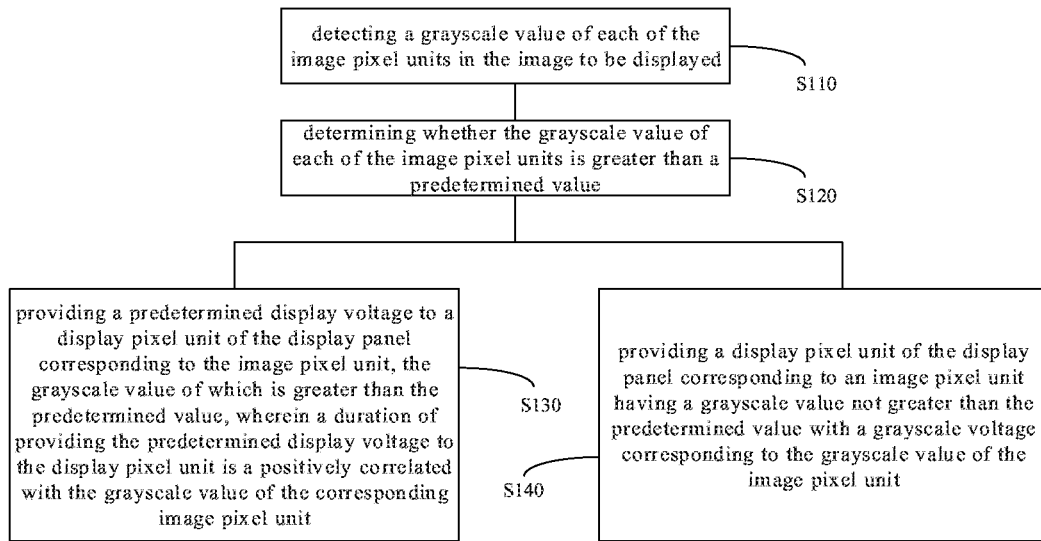 detecting a grayscale value of each of the
image pixel units in the image to be displayed
S110
determining whether the grayscale value of
each of the image pixel units is greater than a
predetermined value
S120
providing a predetermined display voltage to a
display pixel unit of the display panel
corresponding to the image pixel unit, the
grayscale value of which is greater than the
predetermined value, wherein a duration of
providing the predetermined display voltage to
the display pixel unit is a positively correlated
with the grayscale value of the corresponding
image pixel unit
S130
providing a display pixel unit of the display
panel corresponding to an image pixel unit
having a grayscale value not greater than the
predetermined value with a grayscale voltage
corresponding to the grayscale value of the
image pixel unit
S140